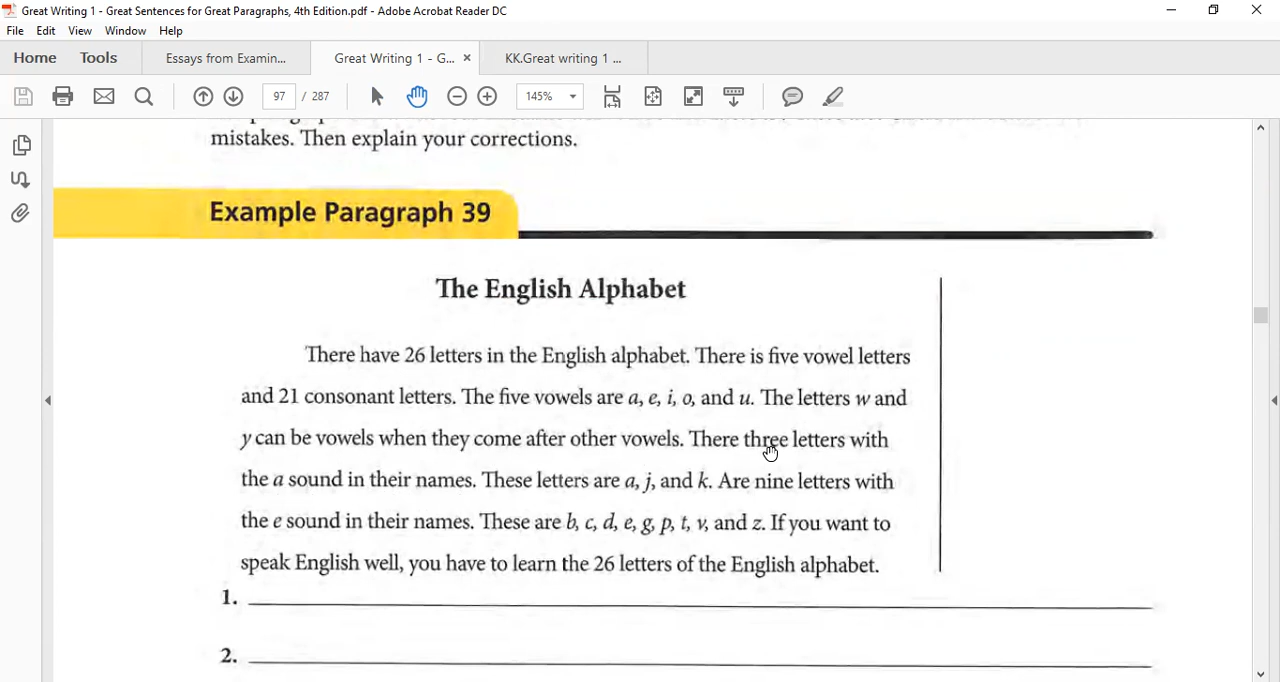 Great Writing 1 - Great Sentences for Great Paragraphs, 4th Edition.pdf - Adobe Acrobat Reader DC
File Edit View Window Help
Home Tools Essays from Examin... Great Writing 1 - G... × KK.Great writing 1 ...
97 / 287 145%
mistakes. Then explain your corrections.
Example Paragraph 39
The English Alphabet
There have 26 letters in the English alphabet. There is five vowel letters
and 21 consonant letters. The five vowels are a, e, i, o, and u. The letters w and
y can be vowels when they come after other vowels. There three letters with
the a sound in their names. These letters are a, j, and k. Are nine letters with
the e sound in their names. These are b, c, d, e, g, p, t, v, and z. If you want to
speak English well, you have to learn the 26 letters of the English alphabet.
1.
2.